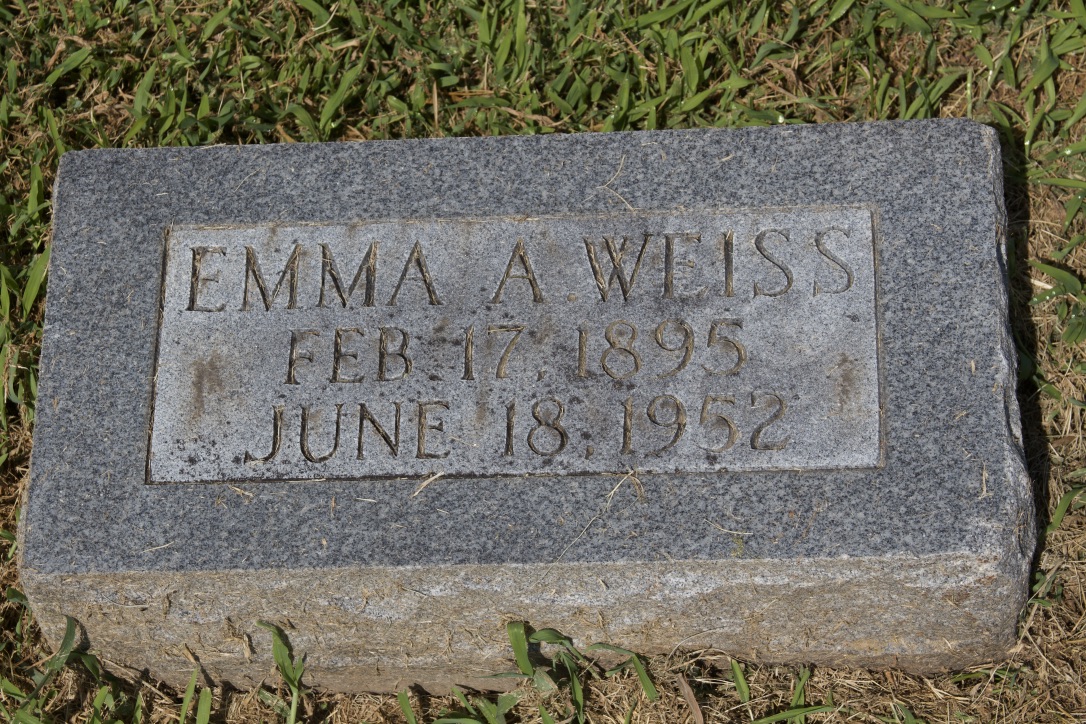 EMMA A. WEISS
FEB. 17, 1895
JUNE 18, 1952